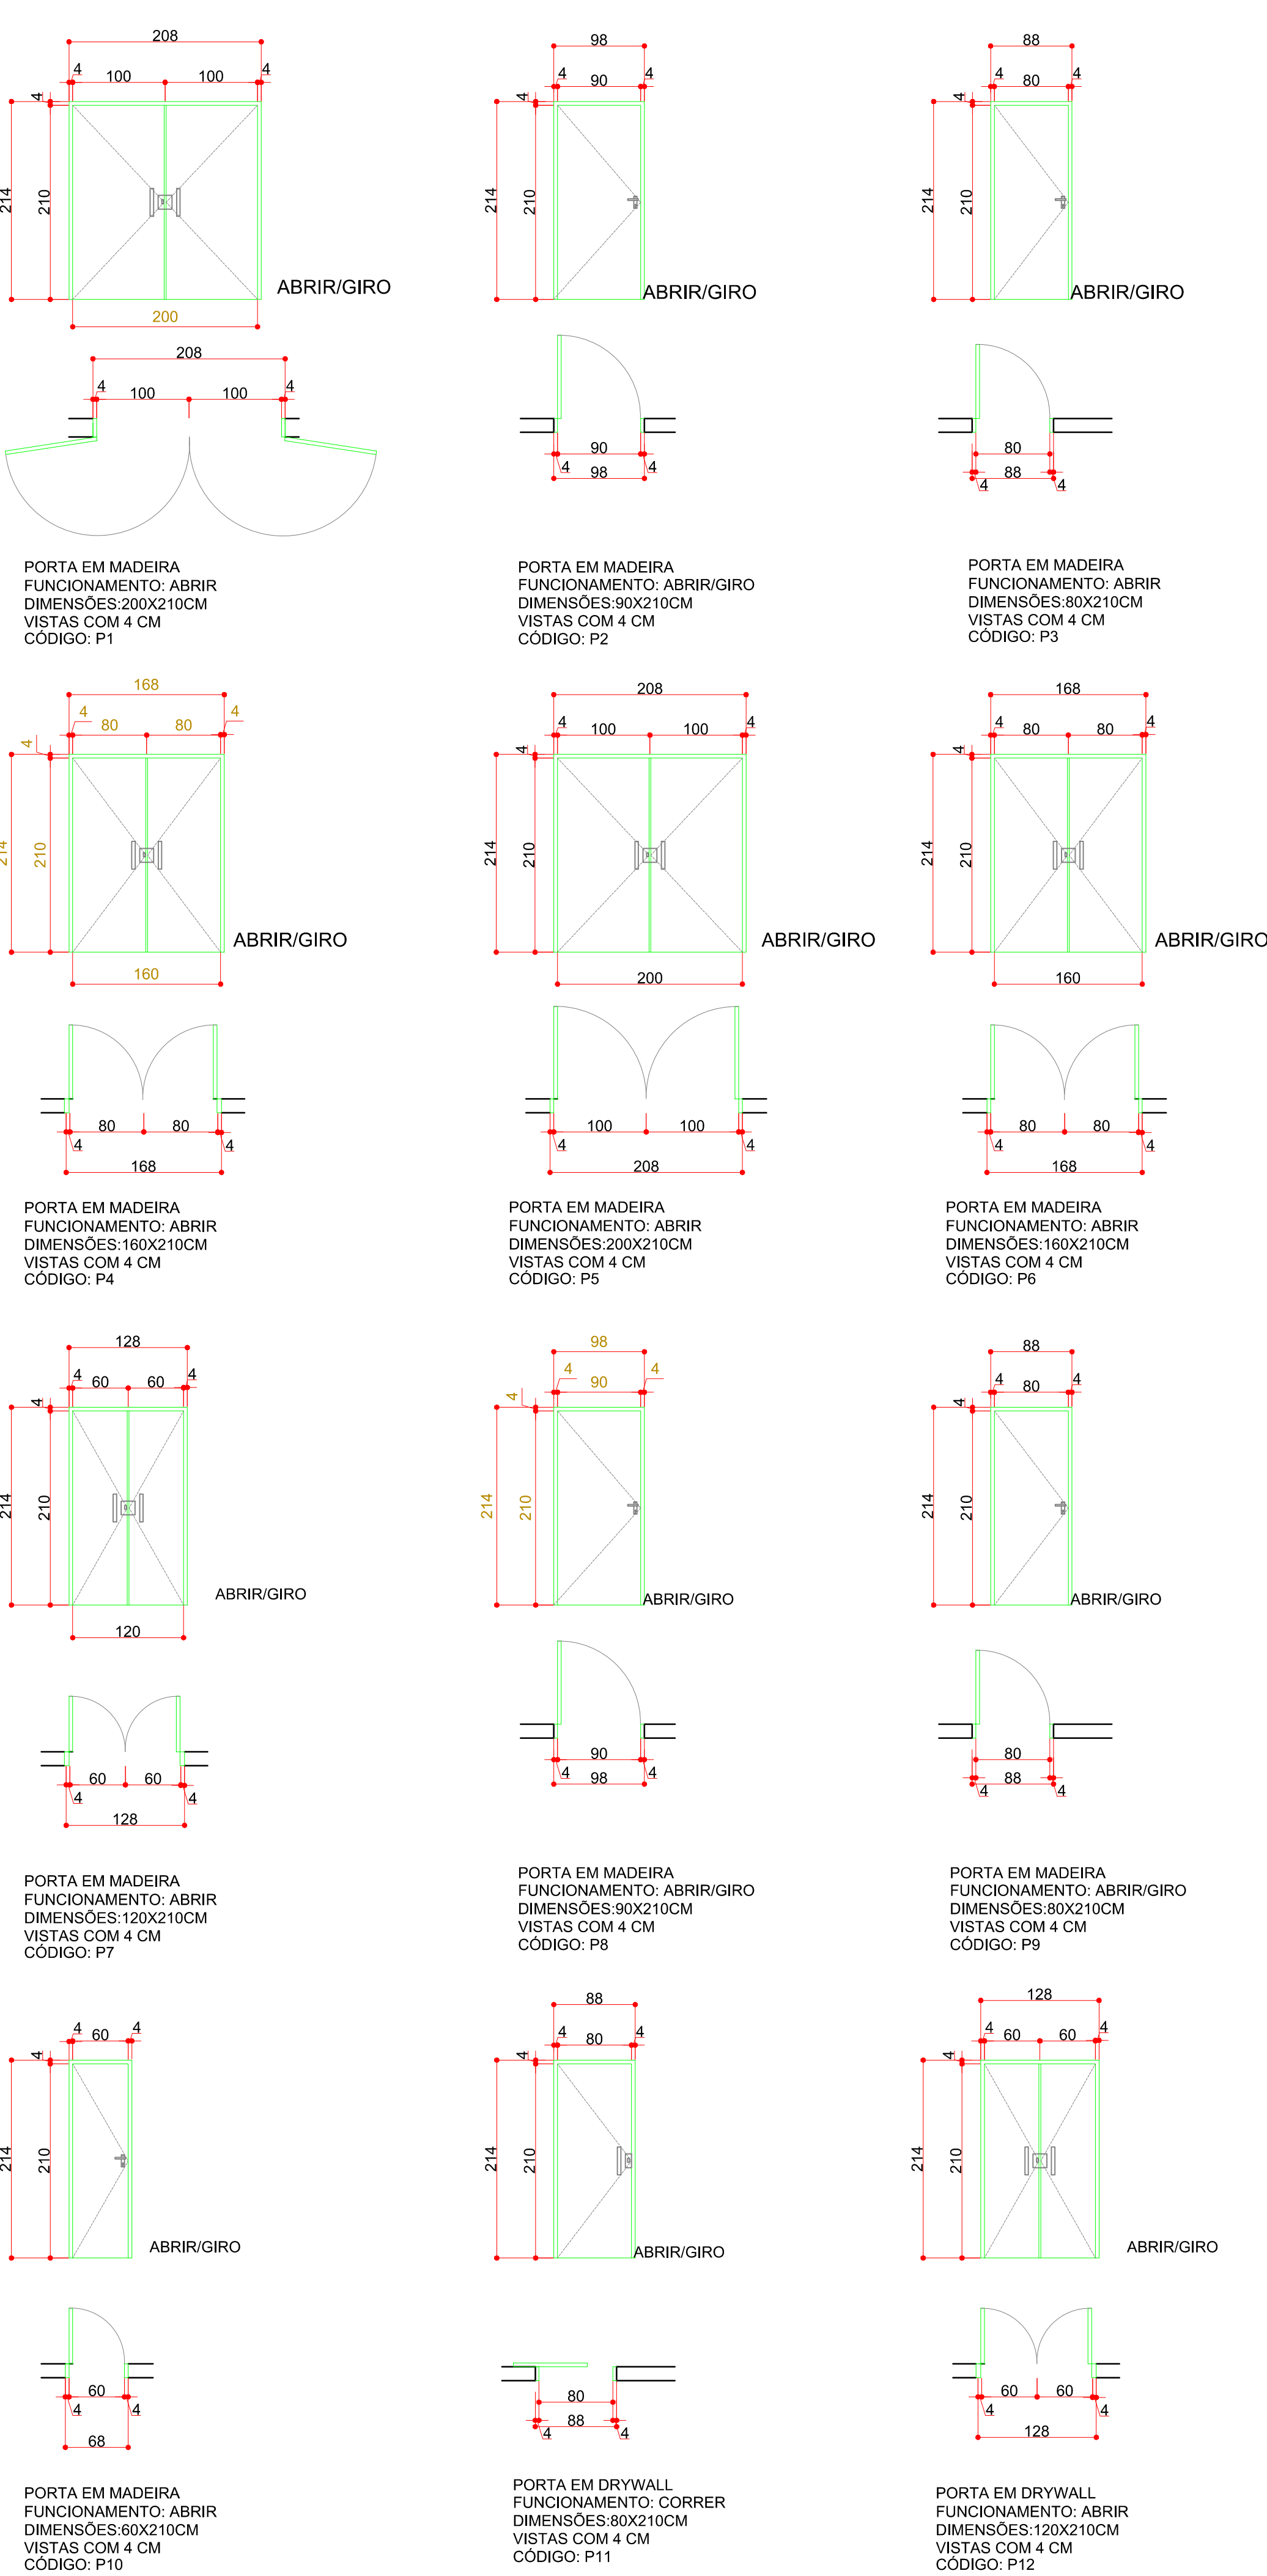 208
4
100
100
4
4
214
210
ABRIR/GIRO
200
208
4
100
100
4
PORTA EM MADEIRA
FUNCIONAMENTO: ABRIR
DIMENSÕES:200X210CM
VISTAS COM 4 CM
CÓDIGO: P1
98
4
90
4
4
214
210
ABRIR/GIRO
90
4
4
98
PORTA EM MADEIRA
FUNCIONAMENTO: ABRIR/GIRO
DIMENSÕES:90X210CM
VISTAS COM 4 CM
CÓDIGO: P2
88
4
80
4
4
214
210
ABRIR/GIRO
80
88
4
4
PORTA EM MADEIRA
FUNCIONAMENTO: ABRIR
DIMENSÕES:80X210CM
VISTAS COM 4 CM
CÓDIGO: P3
168
4
80
80
4
4
214
210
ABRIR/GIRO
160
80
80
4
4
168
PORTA EM MADEIRA
FUNCIONAMENTO: ABRIR
DIMENSÕES:160X210CM
VISTAS COM 4 CM
CÓDIGO: P4
208
4
100
100
4
4
214
210
ABRIR/GIRO
200
100
100
4
4
208
PORTA EM MADEIRA
FUNCIONAMENTO: ABRIR
DIMENSÕES:200X210CM
VISTAS COM 4 CM
CÓDIGO: P5
168
4
80
80
4
4
214
210
ABRIR/GIRO
160
80
80
4
4
168
PORTA EM MADEIRA
FUNCIONAMENTO: ABRIR
DIMENSÕES:160X210CM
VISTAS COM 4 CM
CÓDIGO: P6
128
4
60
60
4
4
214
210
ABRIR/GIRO
120
60
60
4
4
128
PORTA EM MADEIRA
FUNCIONAMENTO: ABRIR
DIMENSÕES:120X210CM
VISTAS COM 4 CM
CÓDIGO: P7
98
4
90
4
4
214
210
ABRIR/GIRO
90
4
4
98
PORTA EM MADEIRA
FUNCIONAMENTO: ABRIR/GIRO
DIMENSÕES:90X210CM
VISTAS COM 4 CM
CÓDIGO: P8
88
4
80
4
4
214
210
ABRIR/GIRO
80
88
4
4
PORTA EM MADEIRA
FUNCIONAMENTO: ABRIR/GIRO
DIMENSÕES:80X210CM
VISTAS COM 4 CM
CÓDIGO: P9
4
60
4
4
214
210
ABRIR/GIRO
60
4
4
68
PORTA EM MADEIRA
FUNCIONAMENTO: ABRIR
DIMENSÕES:60X210CM
VISTAS COM 4 CM
CÓDIGO: P10
88
4
80
4
4
214
210
ABRIR/GIRO
80
88
4
4
PORTA EM DRYWALL
FUNCIONAMENTO: CORRER
DIMENSÕES:80X210CM
VISTAS COM 4 CM
CÓDIGO: P11
128
4
60
60
4
4
214
210
ABRIR/GIRO
60
60
4
4
128
PORTA EM DRYWALL
FUNCIONAMENTO: ABRIR
DIMENSÕES:120X210CM
VISTAS COM 4 CM
CÓDIGO: P12